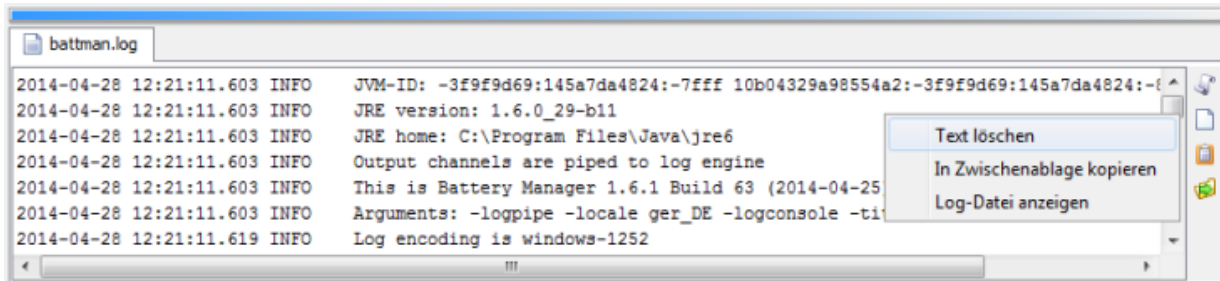 battman.log
2014-04-28 12:21:11.603 INFO JVM-ID: -3f9f9d69:145a7da4824:-7fff 10b04329a98554a2:-3f9f9d69:145a7da4824:-
2014-04-28 12:21:11.603 INFO JRE version: 1.6.0_29-b11
2014-04-28 12:21:11.603 INFO JRE home: C:\Program Files\Java\jre6
2014-04-28 12:21:11.603 INFO Output channels are piped to log engine
2014-04-28 12:21:11.603 INFO This is Battery Manager 1.6.1 Build 63 (2014-04-25
2014-04-28 12:21:11.603 INFO Arguments: -logpipe -locale ger_DE -logconsole
2014-04-28 12:21:11.619 INFO Log encoding is windows-1252
Text löschen
In Zwischenablage kopieren
Log-Datei anzeigen